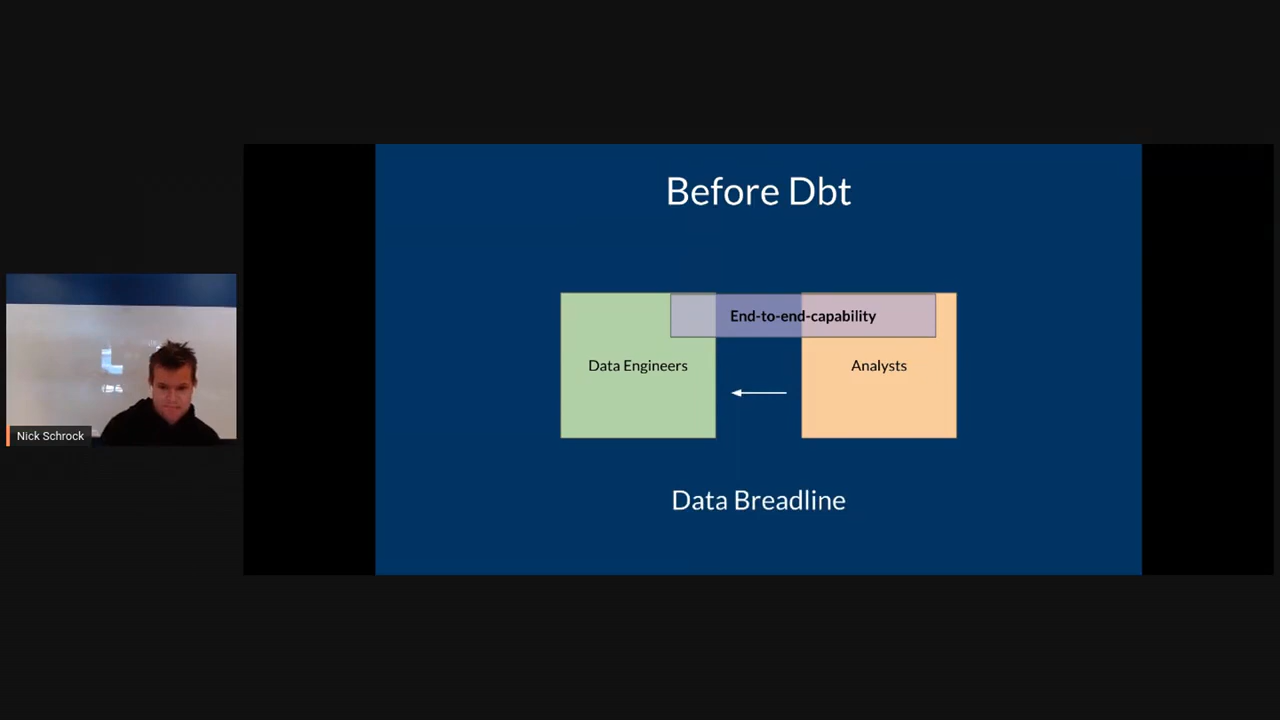 Before Dbt
End-to-end-capability
Data Engineers
Analysts
Data Breadline
Nick Schrock